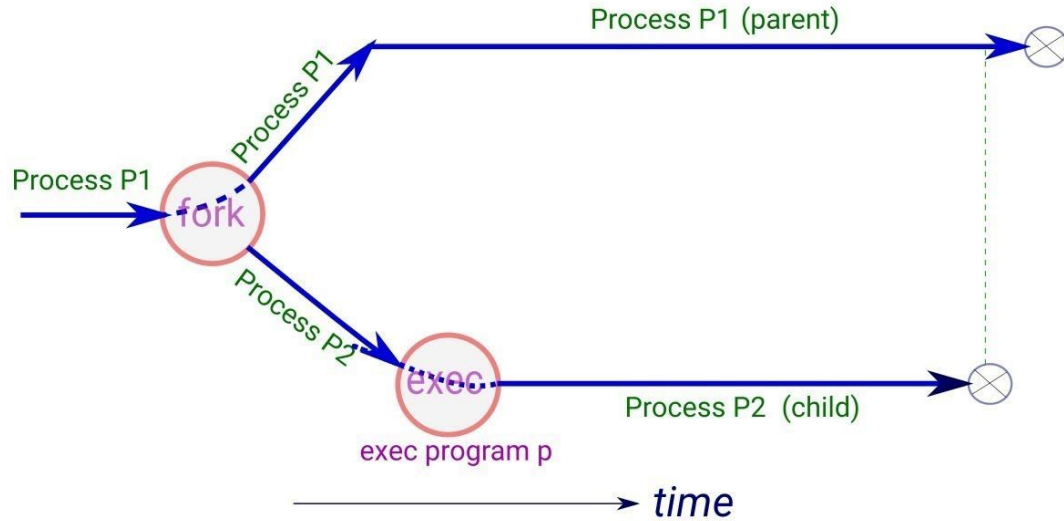 Process P1 (parent)
Process P1
Process P1
fork
Process P2
exec
Process P2 (child)
exec program p
time